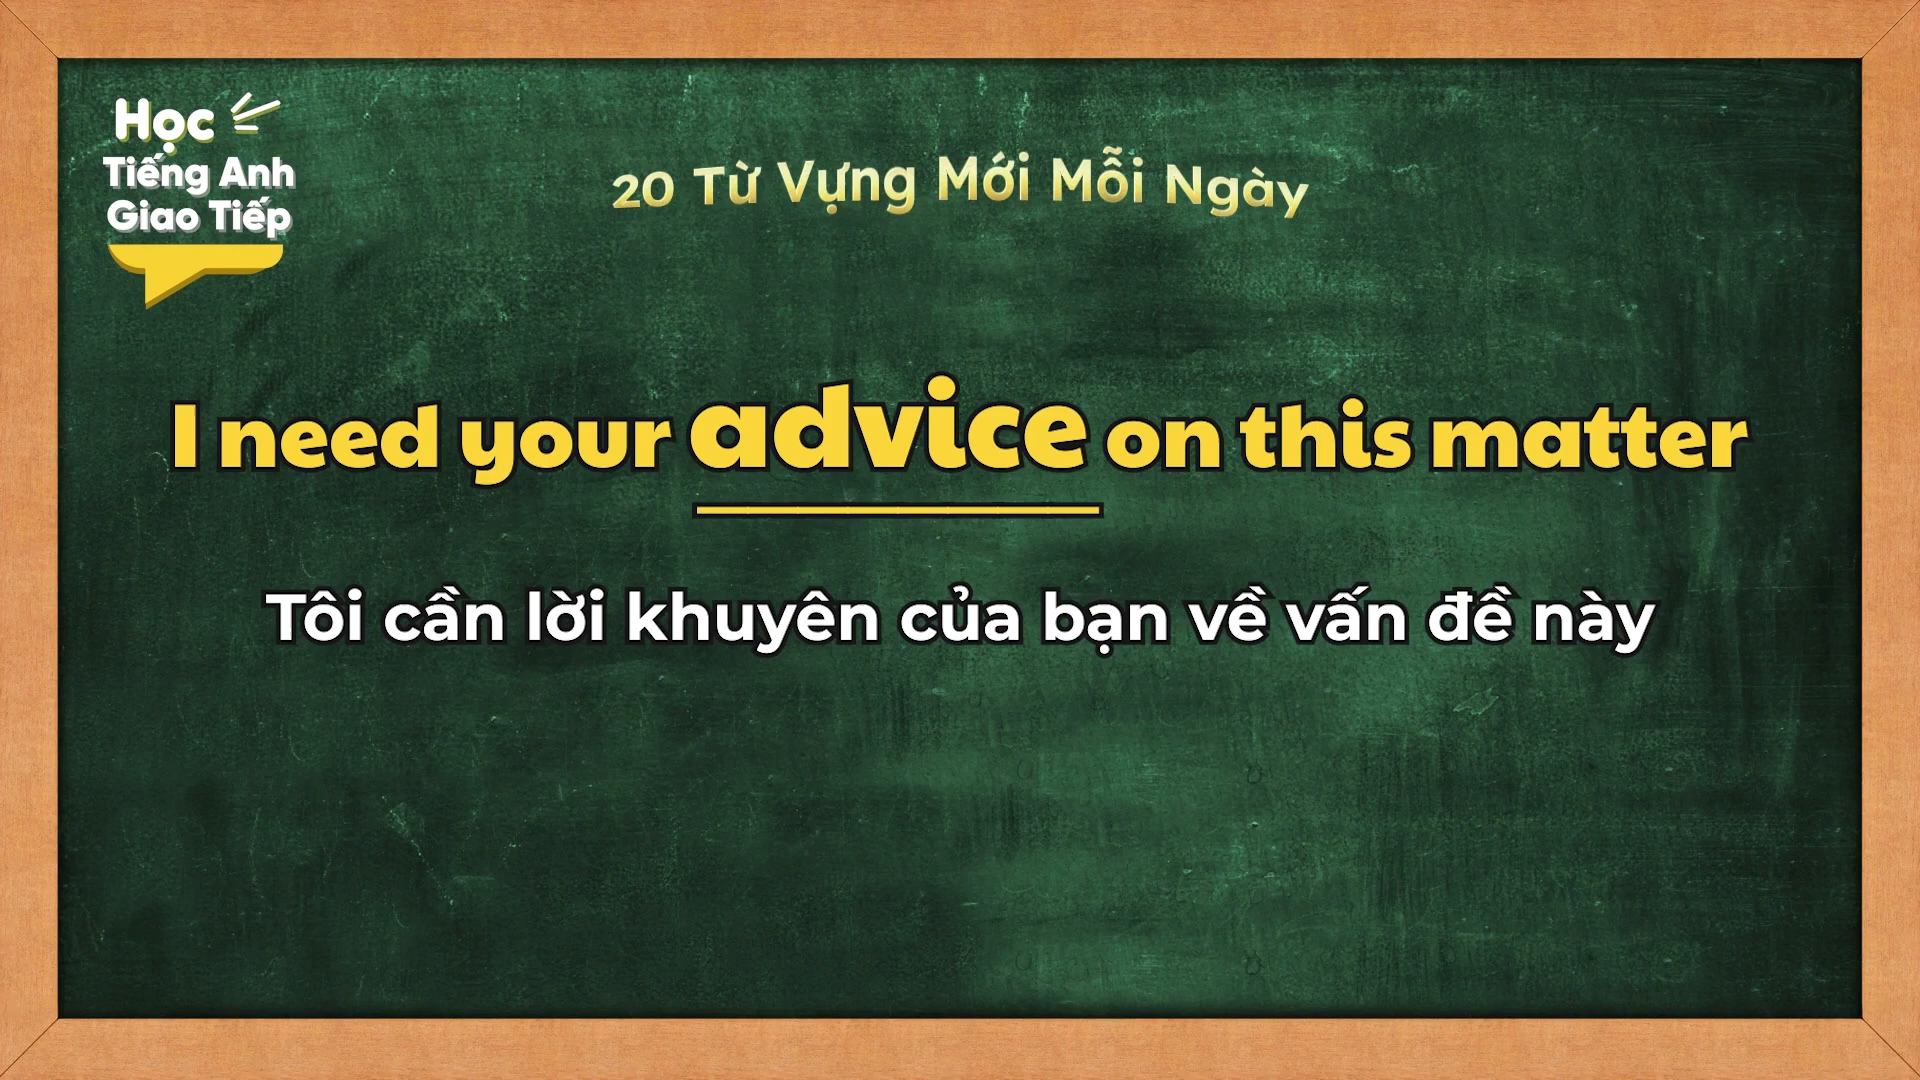 Học
Tiếng Anh
Giao Tiếp
20 Từ Vựng Mới Mỗi Ngày
I need your advice on this matter
Tôi cần lời khuyên của bạn về vấn đề này